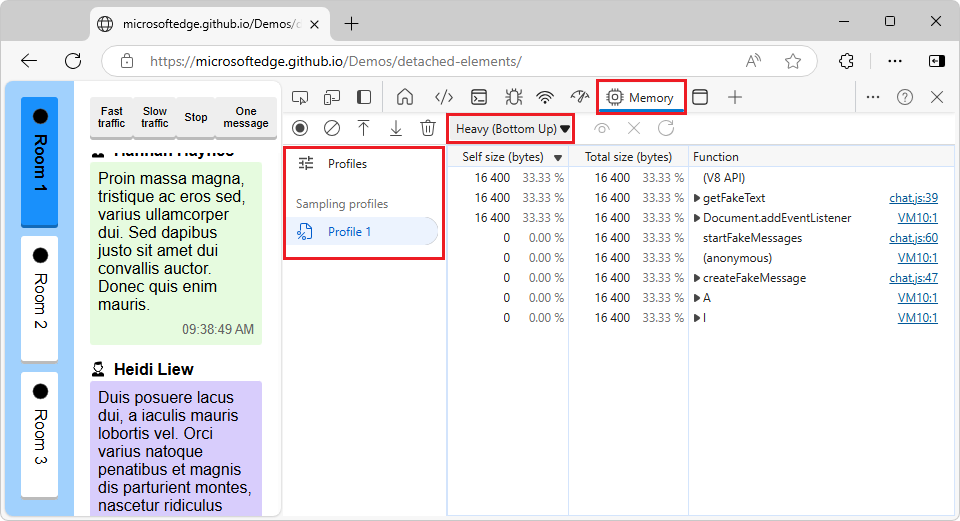 microsoftedge.github.io/Demos/d
https://microsoftedge.github.io/Demos/detached-elements/
Room 1
Room 2
Room 3
Fast traffic
Slow traffic
Stop
One message
Hannah Haynes
Proin massa magna,
tristique ac eros sed,
varius ullamcorper
dui. Sed dapibus
justo sit amet dui
convallis auctor.
Donec quis enim
mauris.
09:38:49 AM
Heidi Liew
Duis posuere lacus
dui, a iaculis mauris
lobortis vel. Orci
varius natoque
penatibus et magnis
dis parturient montes,
nascetur ridiculus
Memory
Heavy (Bottom Up)
Profiles
Sampling profiles
Profile 1
Self size (bytes) Total size (bytes) Function
16 400 33.33 % 16 400 33.33 % (V8 API)
16 400 33.33 % 16 400 33.33 % getFakeText chat.js:39
16 400 33.33 % 16 400 33.33 % Document.addEventListener VM10:1
0 0.00 % 16 400 33.33 % startFakeMessages chat.js:60
0 0.00 % 16 400 33.33 % (anonymous) VM10:1
0 0.00 % 16 400 33.33 % createFakeMessage chat.js:47
0 0.00 % 16 400 33.33 % A VM10:1
0 0.00 % 16 400 33.33 % l VM10:1